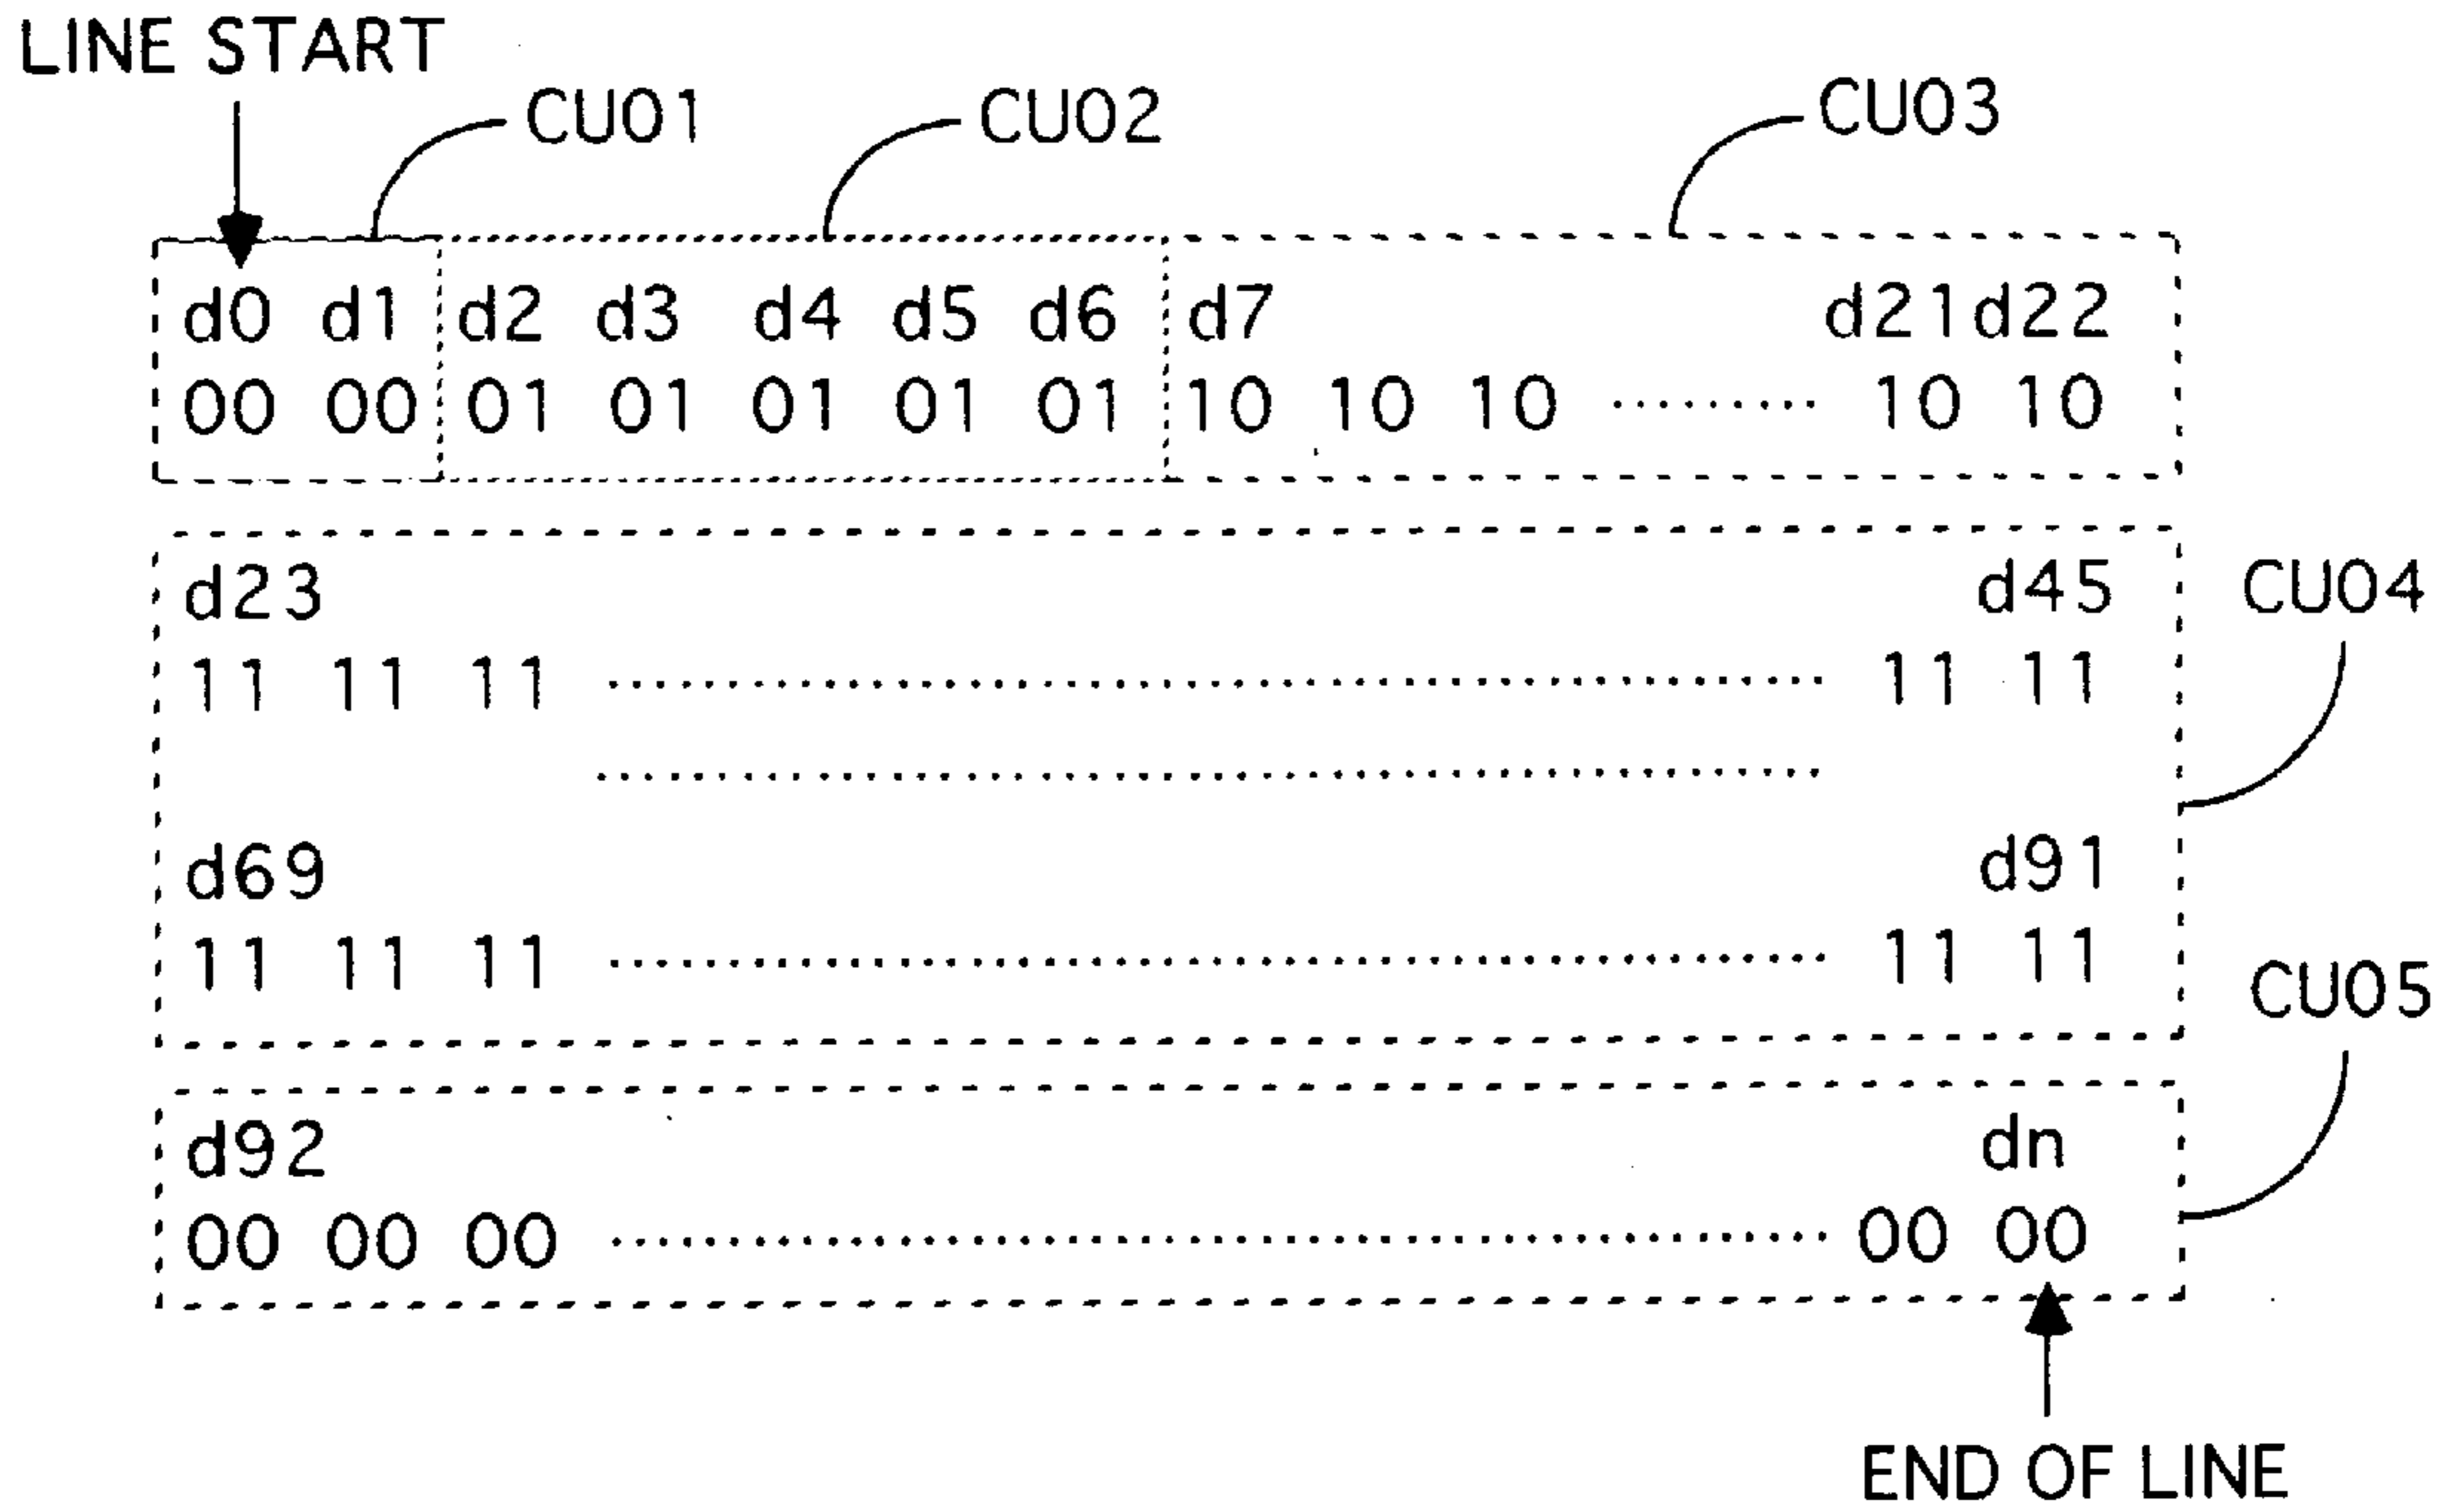 LINE START
CU01 CU02 CU03
d0 d1 d2 d3 d4 d5 d6 d7 d21 d22
00 00 01 01 01 01 01 10 10 10 ......... 10 10
d23 d45 CU04
11 11 11 ................................................... 11 11
...................................................
d69 d91
11 11 11 ................................................... 11 11
CU05
d92 dn
00 00 00 ................................................... 00 00
END OF LINE